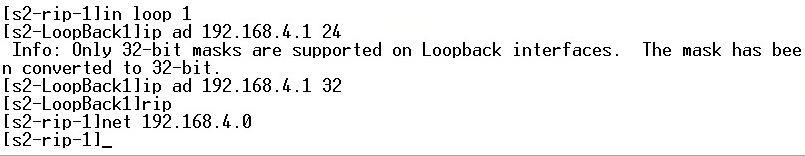 [s2-rip-1]in loop 1
[s2-LoopBack1]ip ad 192.168.4.1 24
 Info: Only 32-bit masks are supported on Loopback interfaces.  The mask has bee
n converted to 32-bit.
[s2-LoopBack1]ip ad 192.168.4.1 32
[s2-LoopBack1]rip
[s2-rip-1]net 192.168.4.0
[s2-rip-1]_